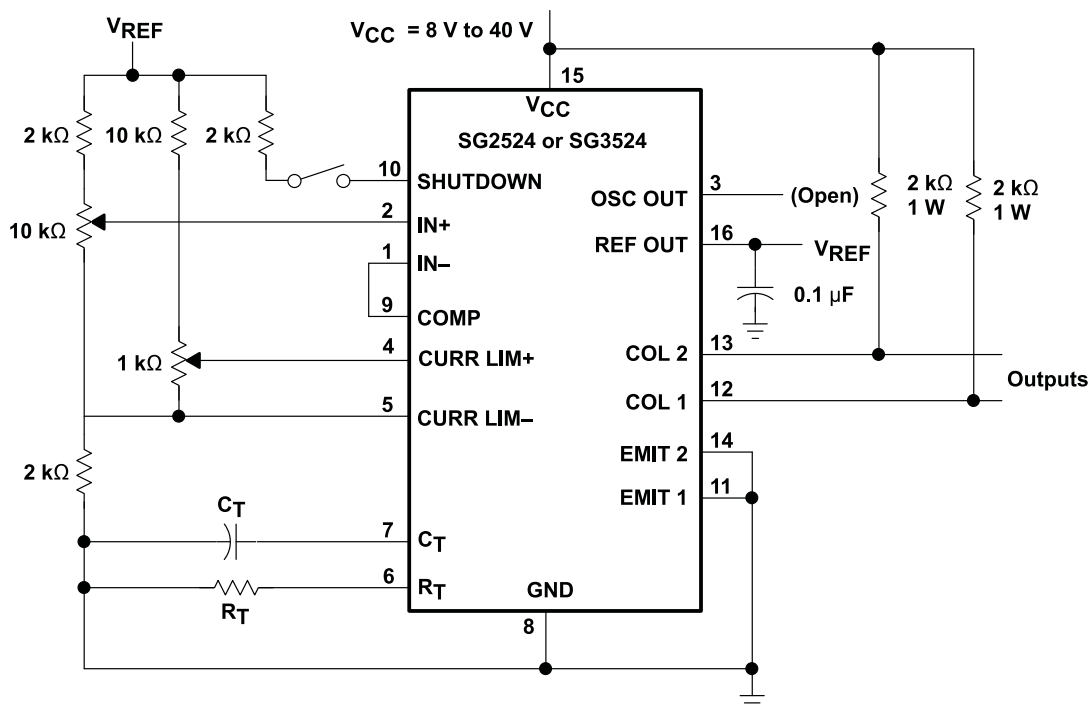 VCC = 8 V to 40 V
VREF
15
VCC
SG2524 or SG3524
2 kΩ
10 kΩ
2 kΩ
10
SHUTDOWN
3
OSC OUT
(Open)
2 kΩ
1 W
2 kΩ
1 W
10 kΩ
2
IN+
16
REF OUT
VREF
1
IN–
0.1 µF
9
COMP
4
CURR LIM+
13
COL 2
1 kΩ
Outputs
12
COL 1
5
CURR LIM–
14
EMIT 2
2 kΩ
11
EMIT 1
CT
7
CT
6
RT
RT
GND
8